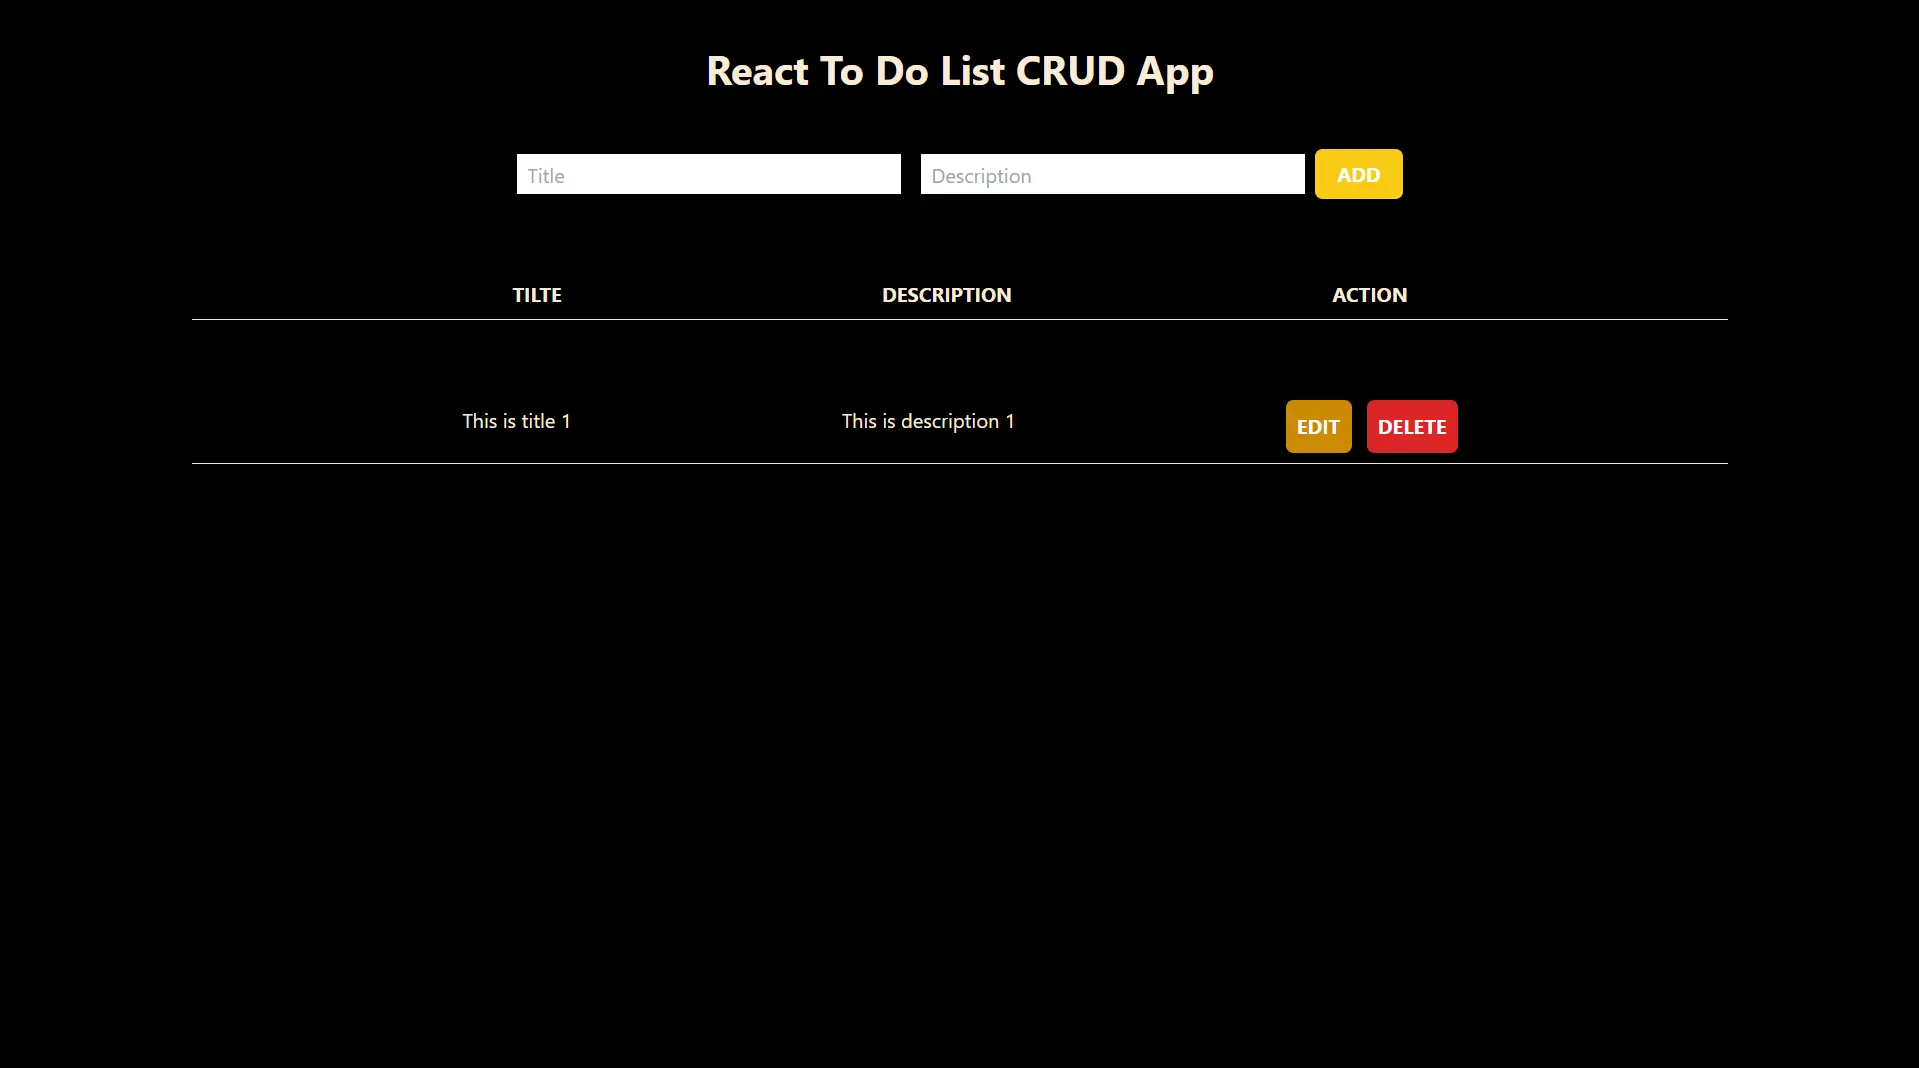 React To Do List CRUD App
Title Description ADD
TILTE DESCRIPTION ACTION
This is title 1 This is description 1 EDIT DELETE